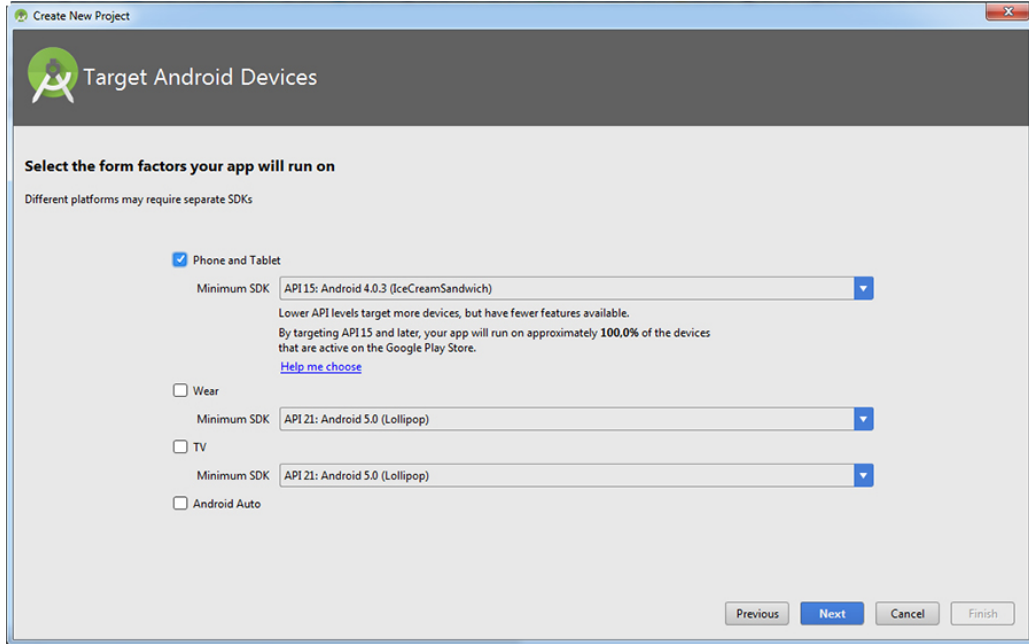 Create New Project
Target Android Devices
Select the form factors your app will run on
Different platforms may require separate SDKs
Phone and Tablet
Minimum SDK API 15: Android 4.0.3 (IceCreamSandwich)
Lower API levels target more devices, but have fewer features available.
By targeting API 15 and later, your app will run on approximately 100,0% of the devices
that are active on the Google Play Store.
Help me choose
Wear
Minimum SDK API 21: Android 5.0 (Lollipop)
TV
Minimum SDK API 21: Android 5.0 (Lollipop)
Android Auto
Previous Next Cancel Finish